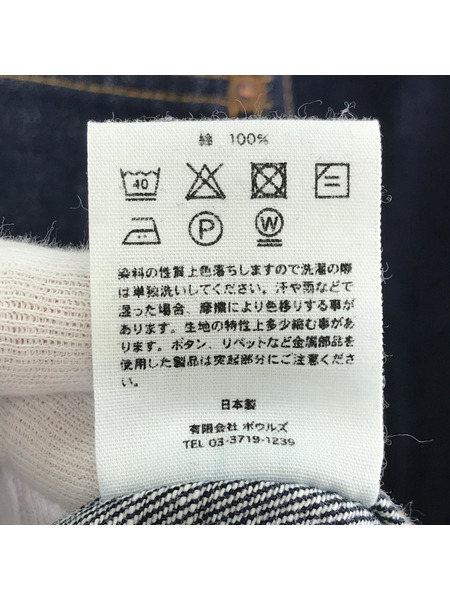 綿 100%
40
P
W
染料の性質上色落ちしますので洗濯の際
は単独洗いしてください。汗や雨などで
湿った場合、摩擦により色移りする事が
あります。生地の特性上多少縮む事があ
ります。ボタン、リベットなど金属部品を
使用した製品は突起部分にご注意くださ
い。
日本製
有限会社 ボウルズ
TEL 03-3719-1239